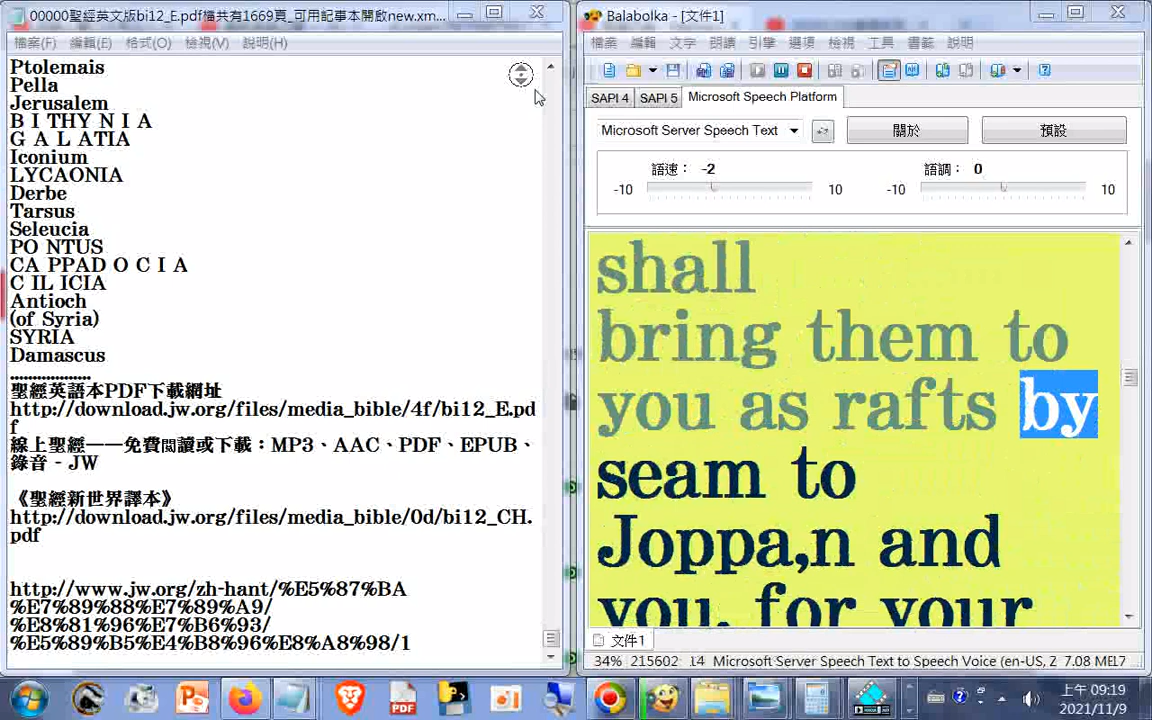 00000聖經英文版bi12_E.pdf檔共有1669頁_可用記事本開啟new.xm...
檔案(F) 編輯(E) 格式(O) 檢視(V) 說明(H)
Ptolemais
Pella
Jerusalem
B I THY N I A
G A L A T I A
Iconium
LYCAONIA
Derbe
Tarsus
Seleucia
PO NTUS
CA PPAD O C I A
C IL ICIA
Antioch
(of Syria)
SYRIA
Damascus
..................
聖經英語本PDF下載網址
http://download.jw.org/files/media_bible/4f/bi12_E.pd
f
線上聖經——免費閱讀或下載：MP3、AAC、PDF、EPUB、
錄音 - JW
《聖經新世界譯本》
http://download.jw.org/files/media_bible/0d/bi12_CH.
pdf
http://www.jw.org/zh-hant/%E5%87%BA
%E7%89%88%E7%89%A9/
%E8%81%96%E7%B6%93/
%E5%89%B5%E4%B8%96%E8%A8%98/1
Balabolka - [文件1]
檔案 編輯 文字 朗讀 引擎 選項 檢視 工具 書籤 說明
SAPI 4 SAPI 5 Microsoft Speech Platform
Microsoft Server Speech Text 關於 預設
語速： -2 語調： 0
-10 10 -10 10
shall
bring them to
you as rafts by
seam to
Joppa,n and
you, for your
文件1
34% 215602 14 Microsoft Server Speech Text to Speech Voice (en-US, Z 7.08 ME
上午 09:19
2021/11/9